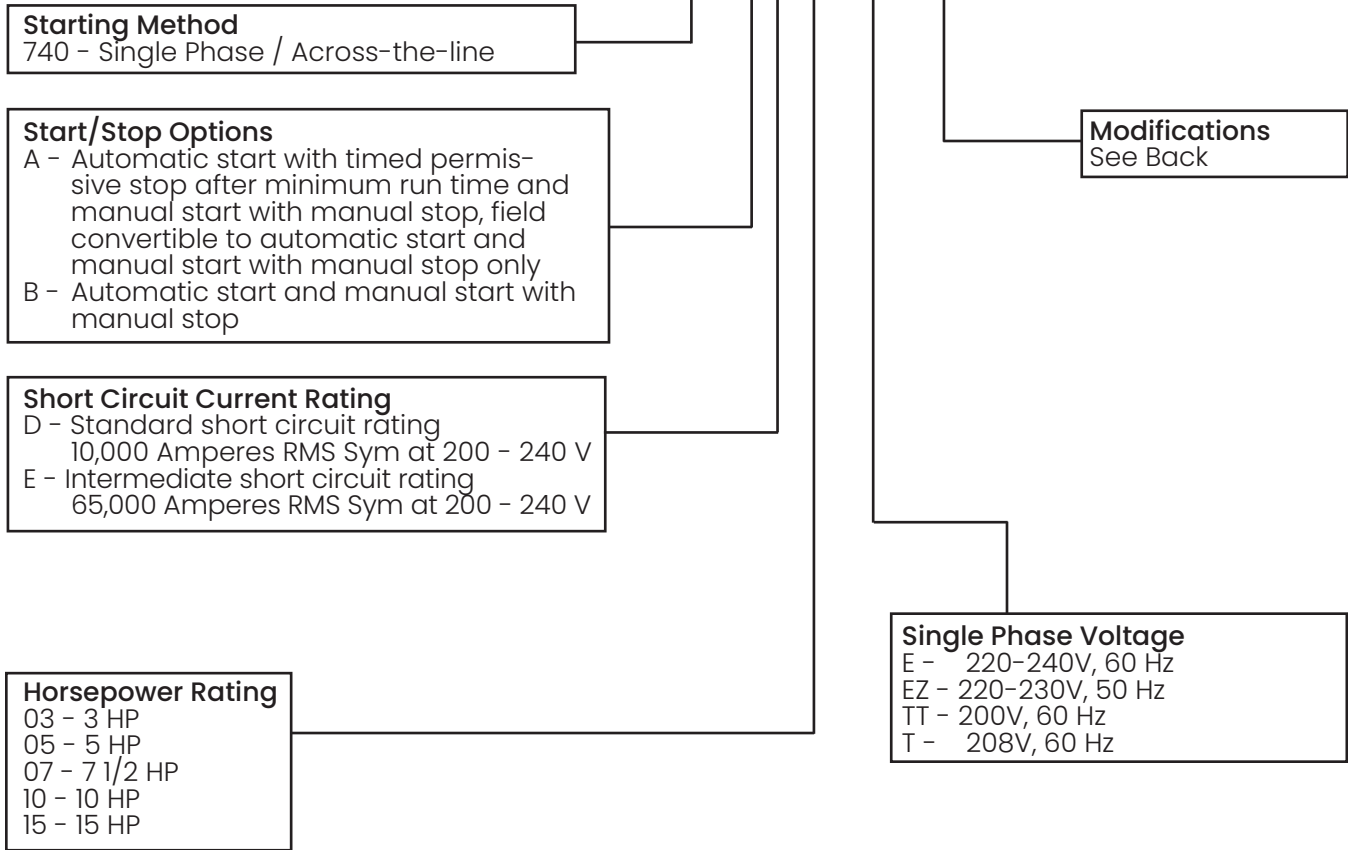 Starting Method
740 - Single Phase / Across-the-line
Start/Stop Options
A - Automatic start with timed permis-
sive stop after minimum run time and
manual start with manual stop, field
convertible to automatic start and
manual start with manual stop only
B - Automatic start and manual start with
manual stop
Modifications
See Back
Short Circuit Current Rating
D - Standard short circuit rating
10,000 Amperes RMS Sym at 200 - 240 V
E - Intermediate short circuit rating
65,000 Amperes RMS Sym at 200 - 240 V
Horsepower Rating
03 - 3 HP
05 - 5 HP
07 - 7 1/2 HP
10 - 10 HP
15 - 15 HP
Single Phase Voltage
E - 220-240V, 60 Hz
EZ - 220-230V, 50 Hz
TT - 200V, 60 Hz
T - 208V, 60 Hz